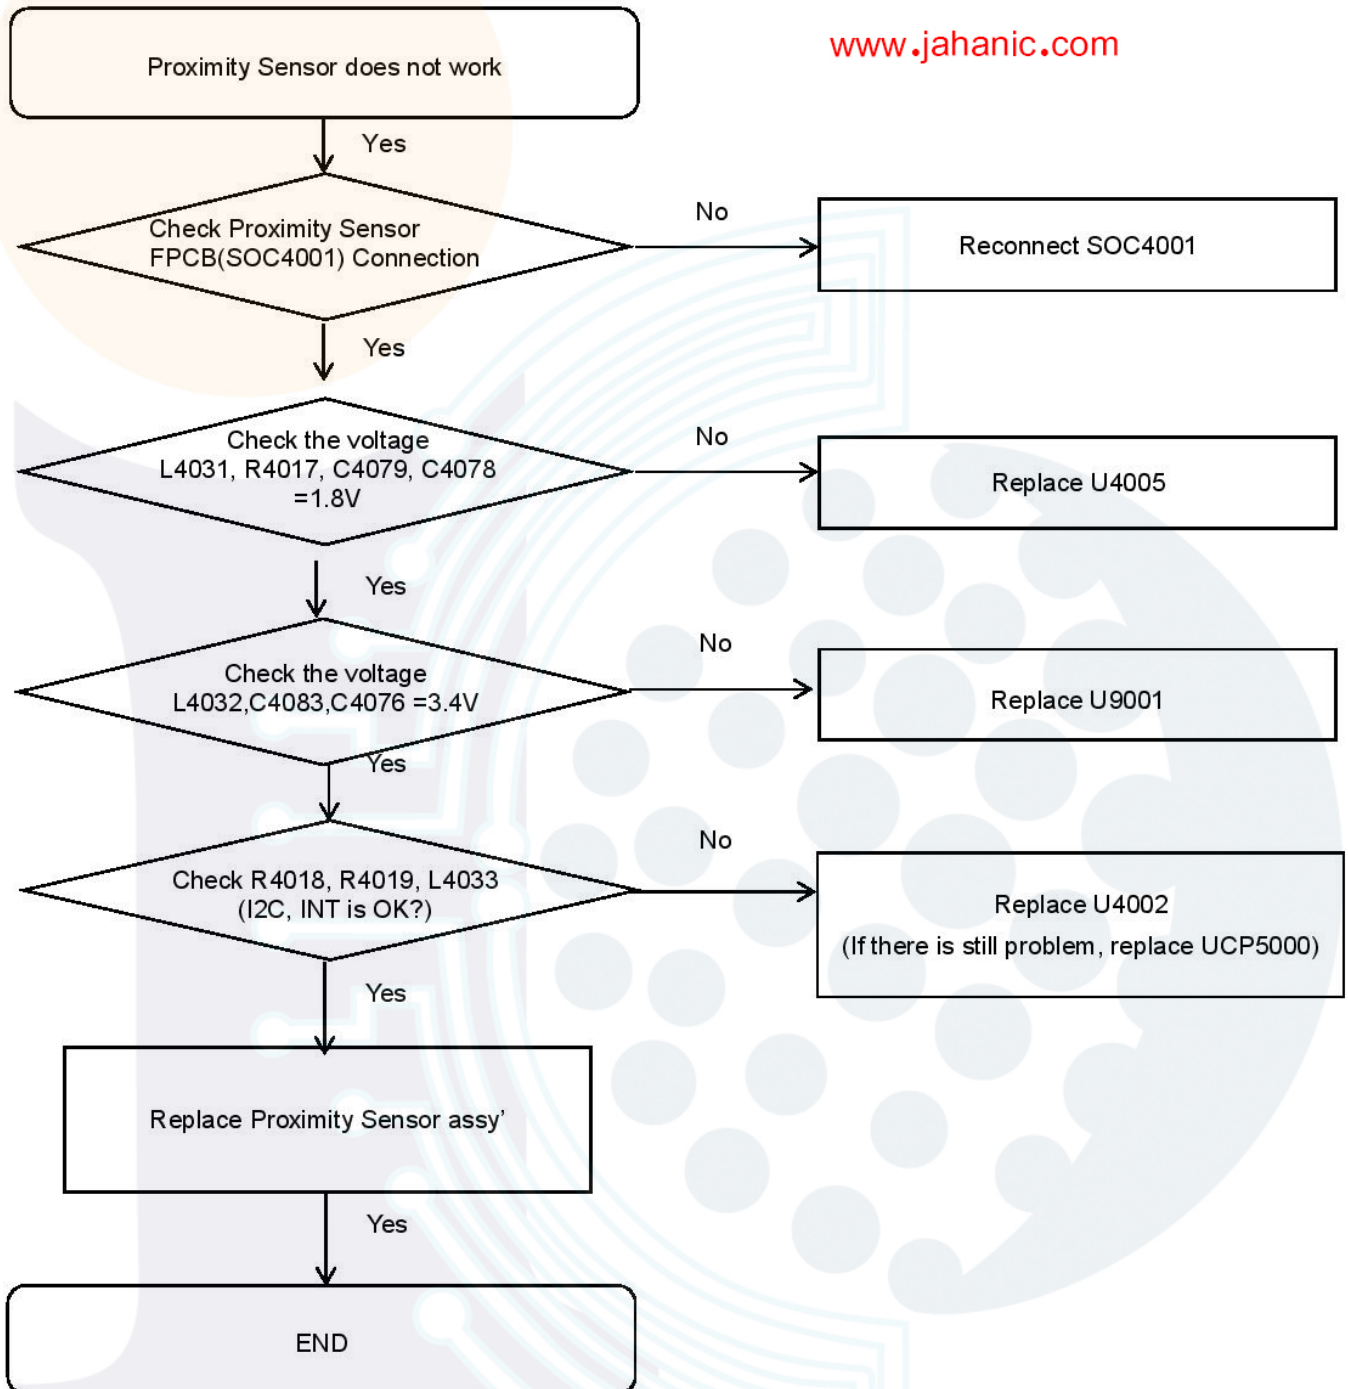 www.jahanic.com
Proximity Sensor does not work
Yes
Check Proximity Sensor
FPCB(SOC4001) Connection
No
Reconnect SOC4001
Yes
Check the voltage
L4031, R4017, C4079, C4078
=1.8V
No
Replace U4005
Yes
Check the voltage
L4032,C4083,C4076 =3.4V
No
Replace U9001
Yes
Check R4018, R4019, L4033
(I2C, INT is OK?)
No
Replace U4002
(If there is still problem, replace UCP5000)
Yes
Replace Proximity Sensor assy’
Yes
END